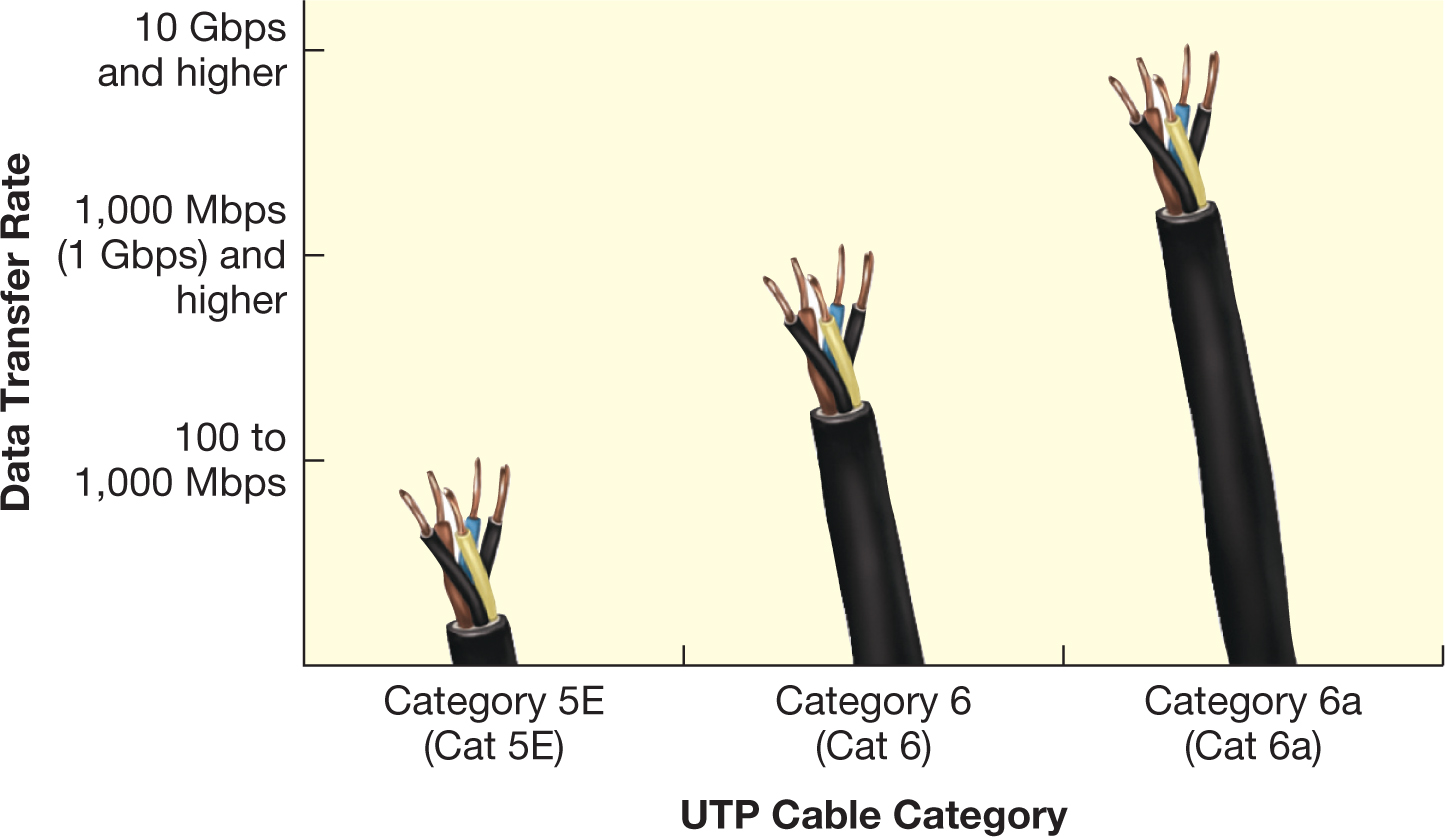 10 Gbps
and higher
1,000 Mbps
(1 Gbps) and
higher
100 to
1,000 Mbps
Data Transfer Rate
Category 5E
(Cat 5E)
Category 6
(Cat 6)
Category 6a
(Cat 6a)
UTP Cable Category